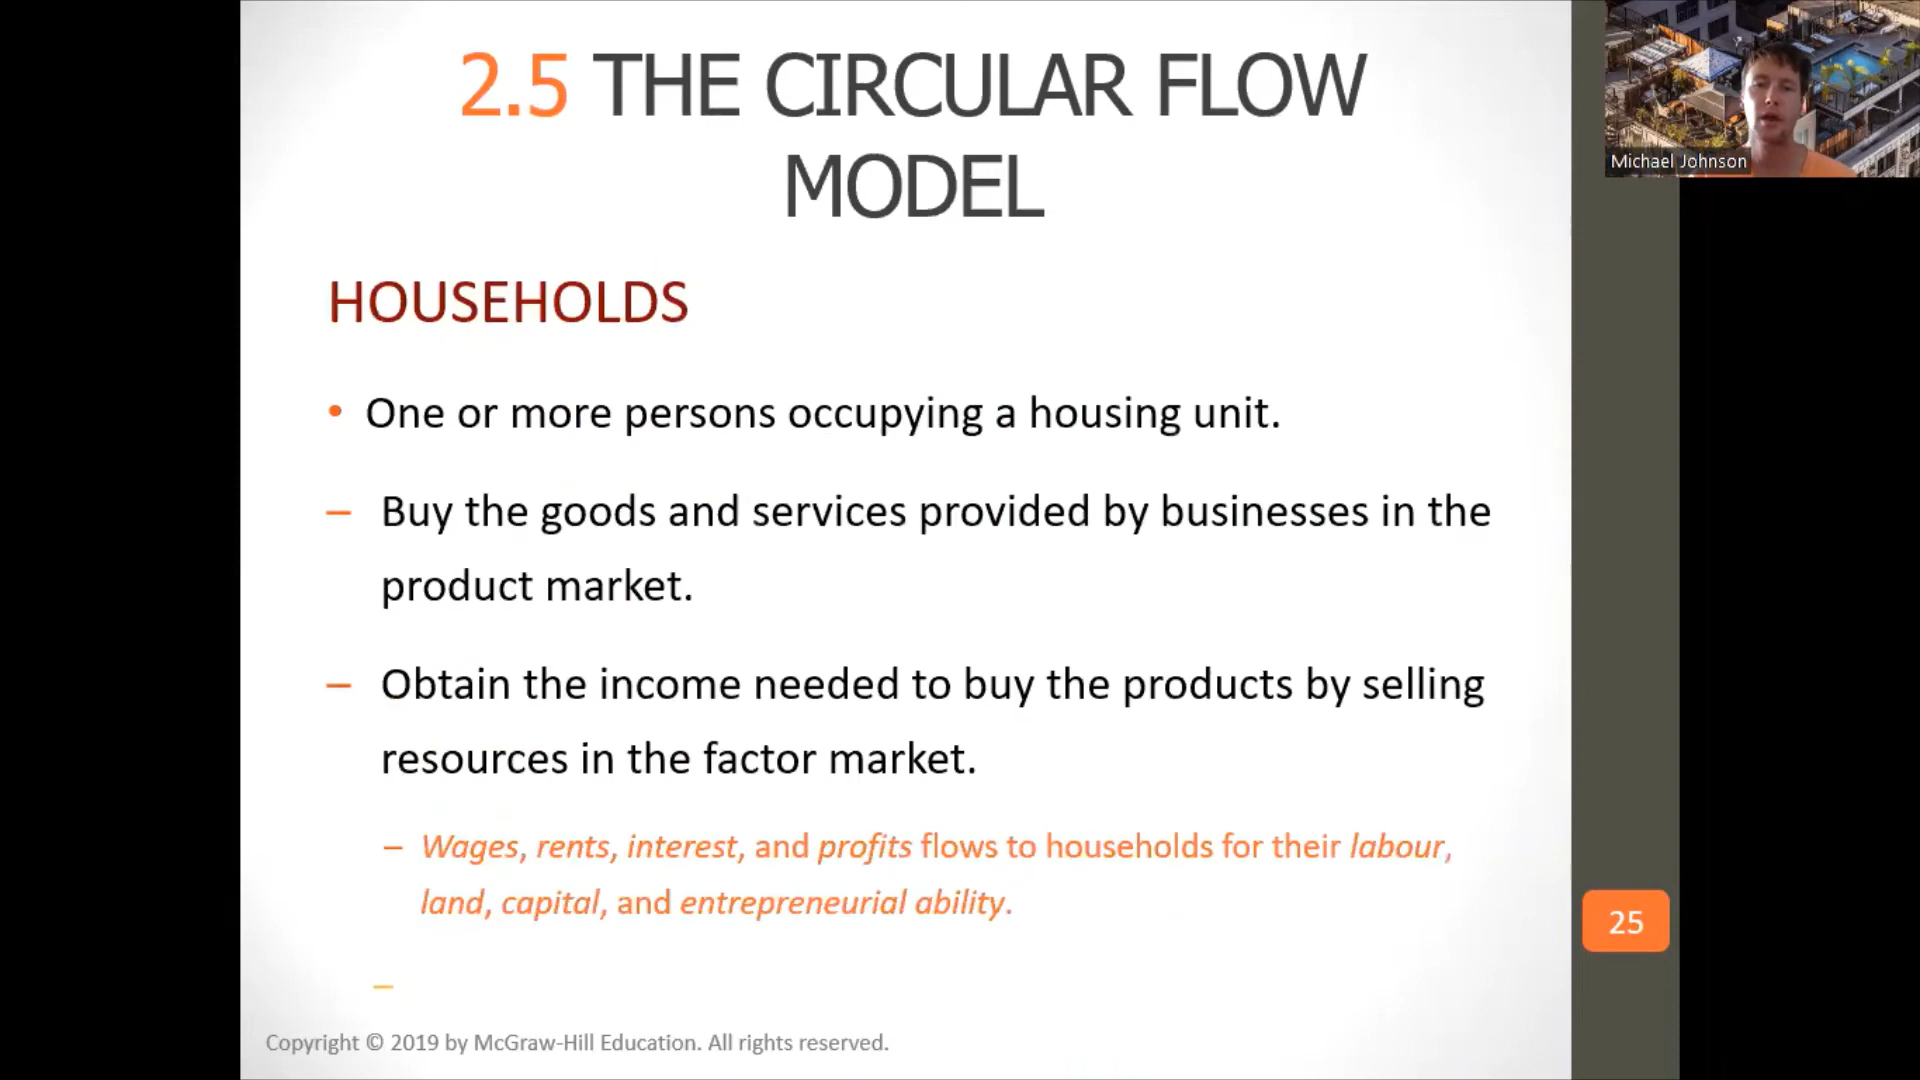 2.5 THE CIRCULAR FLOW
MODEL
Michael Johnson
HOUSEHOLDS
• One or more persons occupying a housing unit.
– Buy the goods and services provided by businesses in the
product market.
– Obtain the income needed to buy the products by selling
resources in the factor market.
– Wages, rents, interest, and profits flows to households for their labour,
land, capital, and entrepreneurial ability.
–
25
Copyright © 2019 by McGraw-Hill Education. All rights reserved.